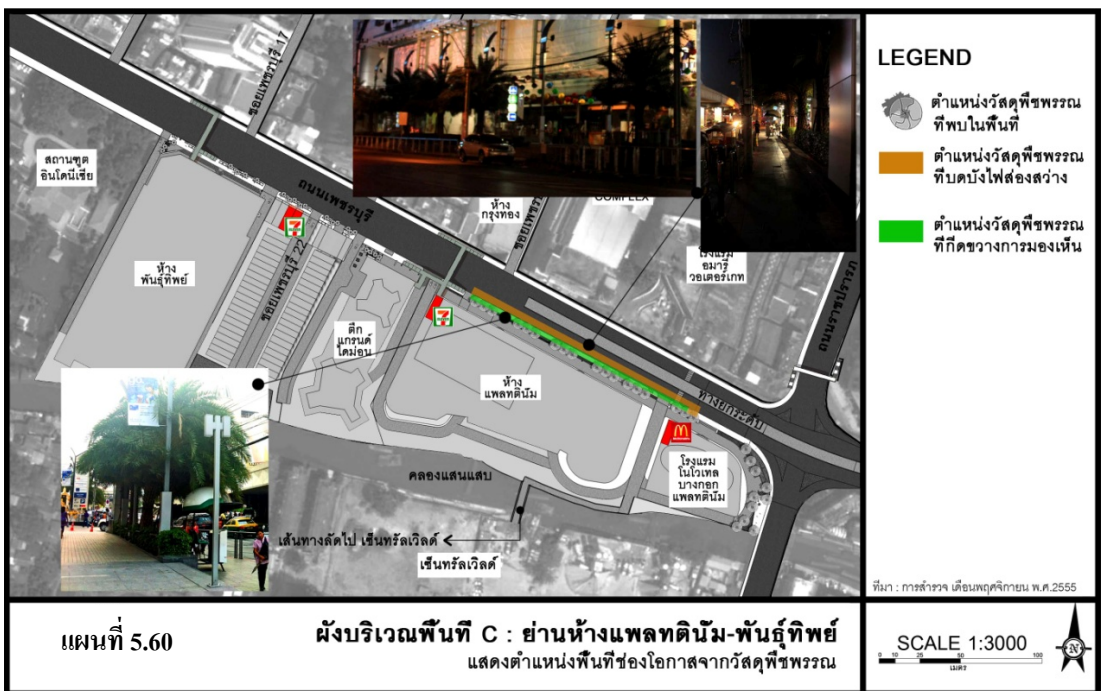 ซอยเพชรบุรี 17
สถานฑูต
อินโดนีเซีย
ถนนเพชรบุรี
ห้าง
กรุงทอง
COMPLEX
ห้าง
พันธุ์ทิพย์
ซอยเพชรบุรี 22
ตึก
แกรนด์
ไดม่อน
โรงแรม
อมารี
วอเตอร์เกท
ห้าง
แพลทตินัม
ทางยกระดับ
โรงแรม
โนโวเทล
บางกอก
แพลทตินัม
คลองแสนแสบ
เส้นทางลัดไป เซ็นทรัลเวิลด์
เซ็นทรัลเวิลด์
LEGEND
ตำแหน่งวัสดุพืชพรรณ
ที่พบในพื้นที่
ตำแหน่งวัสดุพืชพรรณ
ที่บดบังไฟส่องสว่าง
ตำแหน่งวัสดุพืชพรรณ
ที่กีดขวางการมองเห็น
ที่มา : การสำรวจ เดือนพฤศจิกายน พ.ศ.2555
แผนที่ 5.60
ผังบริเวณพื้นที่ C : ย่านห้างแพลทตินัม-พันธุ์ทิพย์
แสดงตำแหน่งพื้นที่ช่องโอกาสจากวัสดุพืชพรรณ
SCALE 1:3000
0 10 25 50 100
เมตร
N